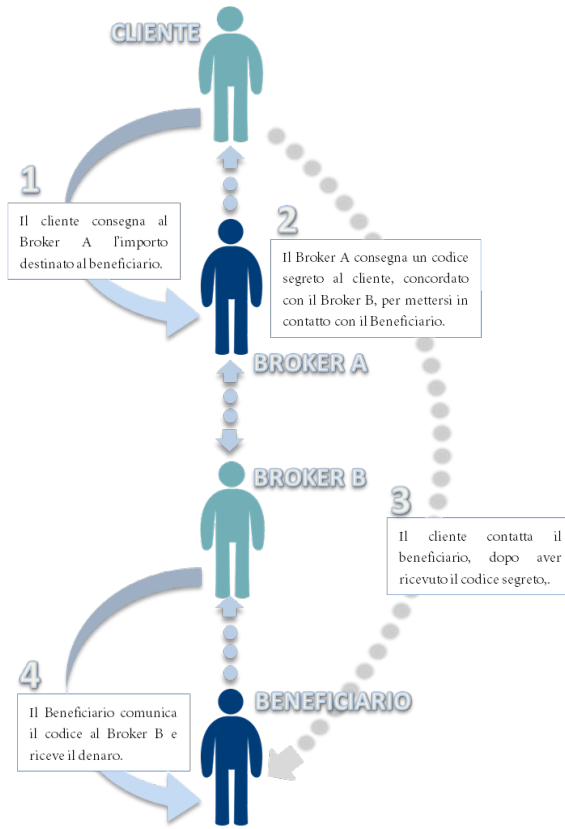 CLIENTE
1
Il cliente consegna al
Broker A l'importo
destinato al beneficiario.
2
Il Broker A consegna un codice
segreto al cliente, concordato
con il Broker B, per mettersi in
contatto con il Beneficiario.
BROKER A
BROKER B
3
Il cliente contatta il
beneficiario, dopo aver
ricevuto il codice segreto,.
4
Il Beneficiario comunica
il codice al Broker B e
riceve il denaro.
BENEFICIARIO